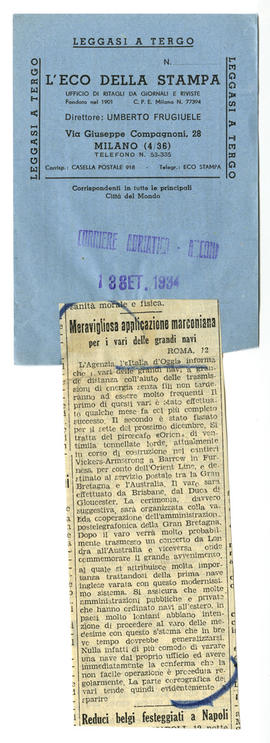 LEGGASI A TERGO
LEGGASI A TERGO
LEGGASI A TERGO
N.
L'ECO DELLA STAMPA
UFFICIO DI RITAGLI DA GIORNALI E RIVISTE
Fondato nel 1901 C. P. E. Milano N. 77394
Direttore: UMBERTO FRUGIUELE
Via Giuseppe Compagnoni, 28
MILANO (4/36)
TELEFONO N. 53-335
Corrisp.: CASELLA POSTALE 918 - Telegr.: ECO STAMPA
Corrispondenti in tutte le principali
Città del Mondo
CORRIERE ADRIATICO - ANCONA
13 SET. 1934
sanità morale e fisica.
Meravigliosa applicazione marconiana
per i vari delle grandi navi
ROMA, 12
L'Agenzia l'Italia d'Oggi informa
che i vari delle grandi navi a gran-
de distanza coll'aiuto delle trasmis-
sioni di energia senza fili non tarde-
ranno ad essere molto frequenti. Il
primo di questi vari è stato effettua-
to qualche mese fa coi più completo
successo. Il secondo è stato fissato
per il sette del prossimo dicembre. Si
tratta del piroscafo «Orion», di ven-
timila tonnellate lorde, attualmente
in corso di costruzione nei cantieri
Vickers-Armstrong a Barrow in Fur-
ness, per conto dell'Orient Line, e de-
stinato al servizio postale tra la Gran
Bretagna e l'Australia. Il varo sarà
effettuato da Brisbane, dal Duca di
Gloucester. La cerimonia, davvero
suggestiva, sarà organizzata colla va-
lida cooperazione dell'amministrazion.
postelegrafonica della Gran Bretagna.
Dopo il varo verrà molto probabil-
mente trasmesso un concerto da Lon-
dra all'Australia e viceversa onde
commemorare il grande avvenimento,
al quale si attribuisce molta impor-
tanza trattandosi della prima nave
inglese varata con questo modernissi-
mo sistema. Si assicura che molte
amministrazioni pubbliche e private
che hanno ordinato navi all'estero, in
paesi molto lontani abbiano inten-
zione di procedere al varo delle me-
desime con questo sistema che in bre-
ve tempo dovrebbe generalizzarsi.
Nulla infatti di più comodo di varare
una nave dal proprio ufficio ed avere
immediatamente la conferma che la
non facile operazione è proceduta re-
golarmente. La parte coreografica dei
vari tende quindi evidentemente a
sparire
Reduci belgi festeggiati a Napoli